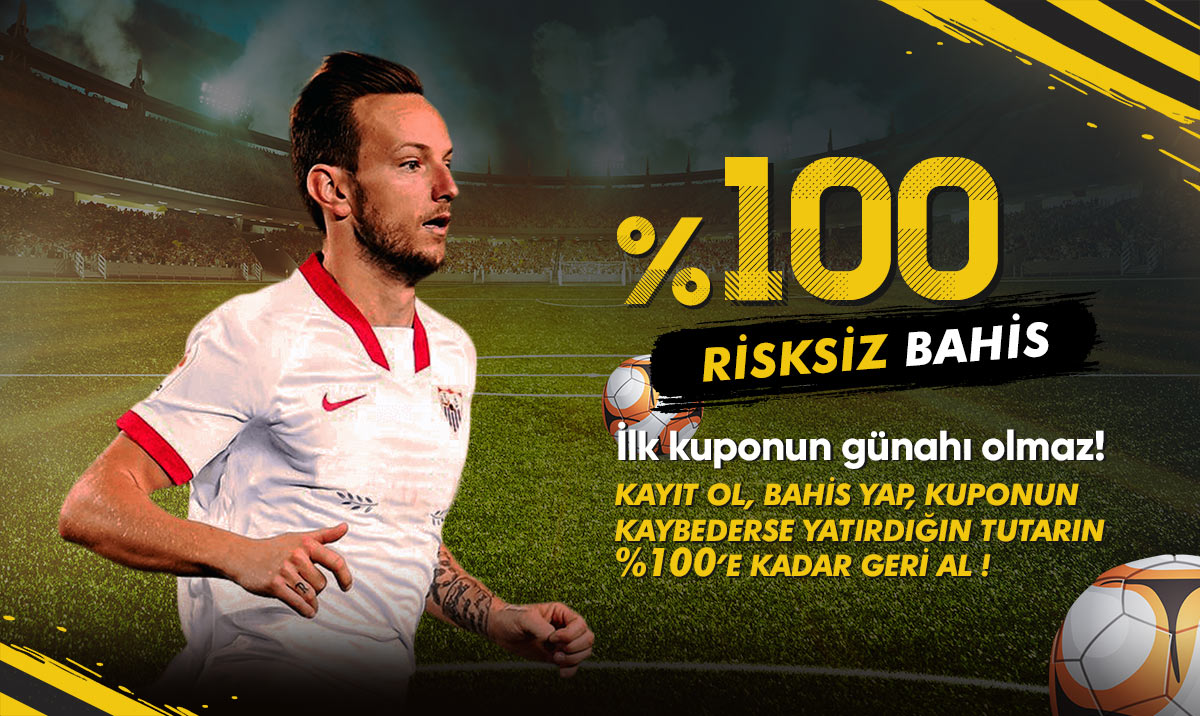 %100
RİSKSİZ BAHİS
İlk kuponun günahı olmaz!
KAYIT OL, BAHİS YAP, KUPONUN
KAYBEDERSE YATIRDIĞIN TUTARIN
%100'E KADAR GERİ AL !